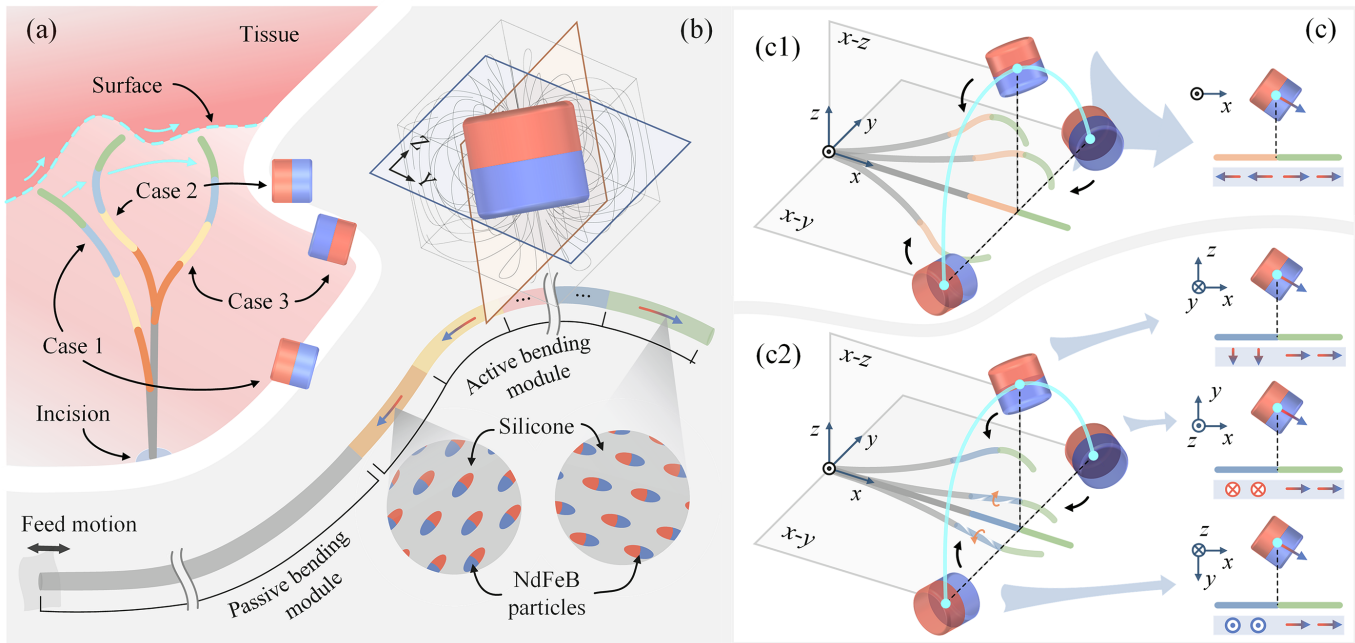 (a)
Tissue
Surface
Case 2
Case 3
Case 1
Incision
(b)
Z
Y
...
...
Active bending
module
Silicone
Feed motion
Passive bending
module
NdFeB
particles
(c1)
(c)
x-z
z
y
x
x-y
x
(c2)
x-z
z
y
x
x-y
z
y
x
y
z
x
z
x
y